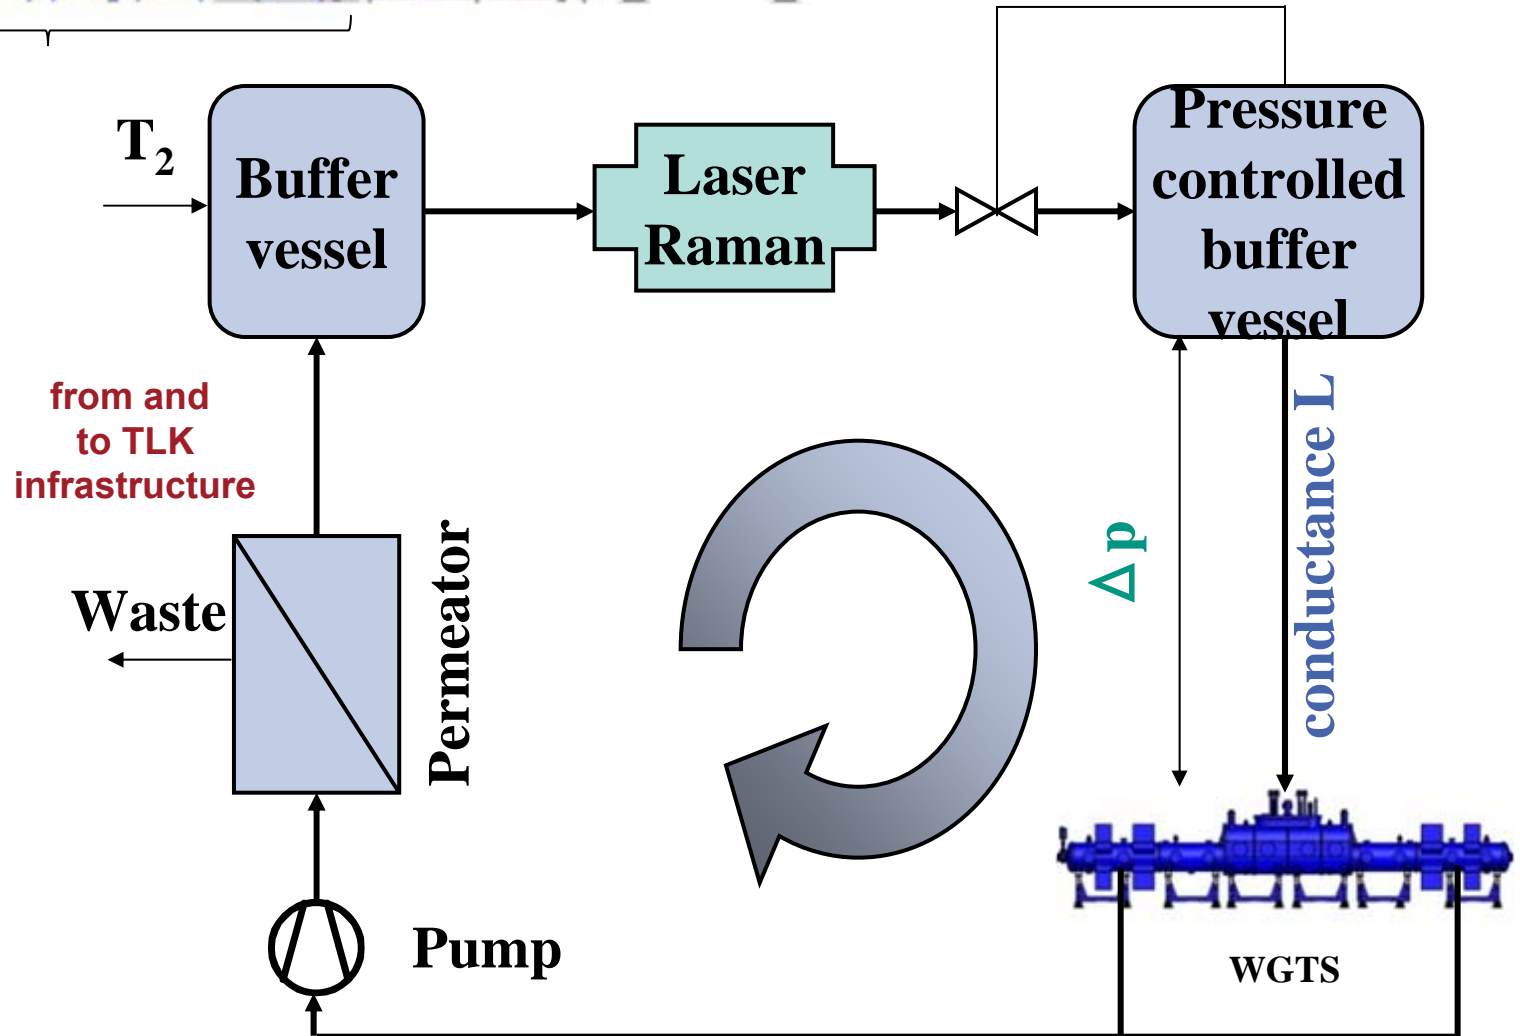 T₂
Buffer
vessel
Laser
Raman
Pressure
controlled
buffer
vessel
from and
to TLK
infrastructure
Waste
Permeator
Δp
conductance L
Pump
WGTS